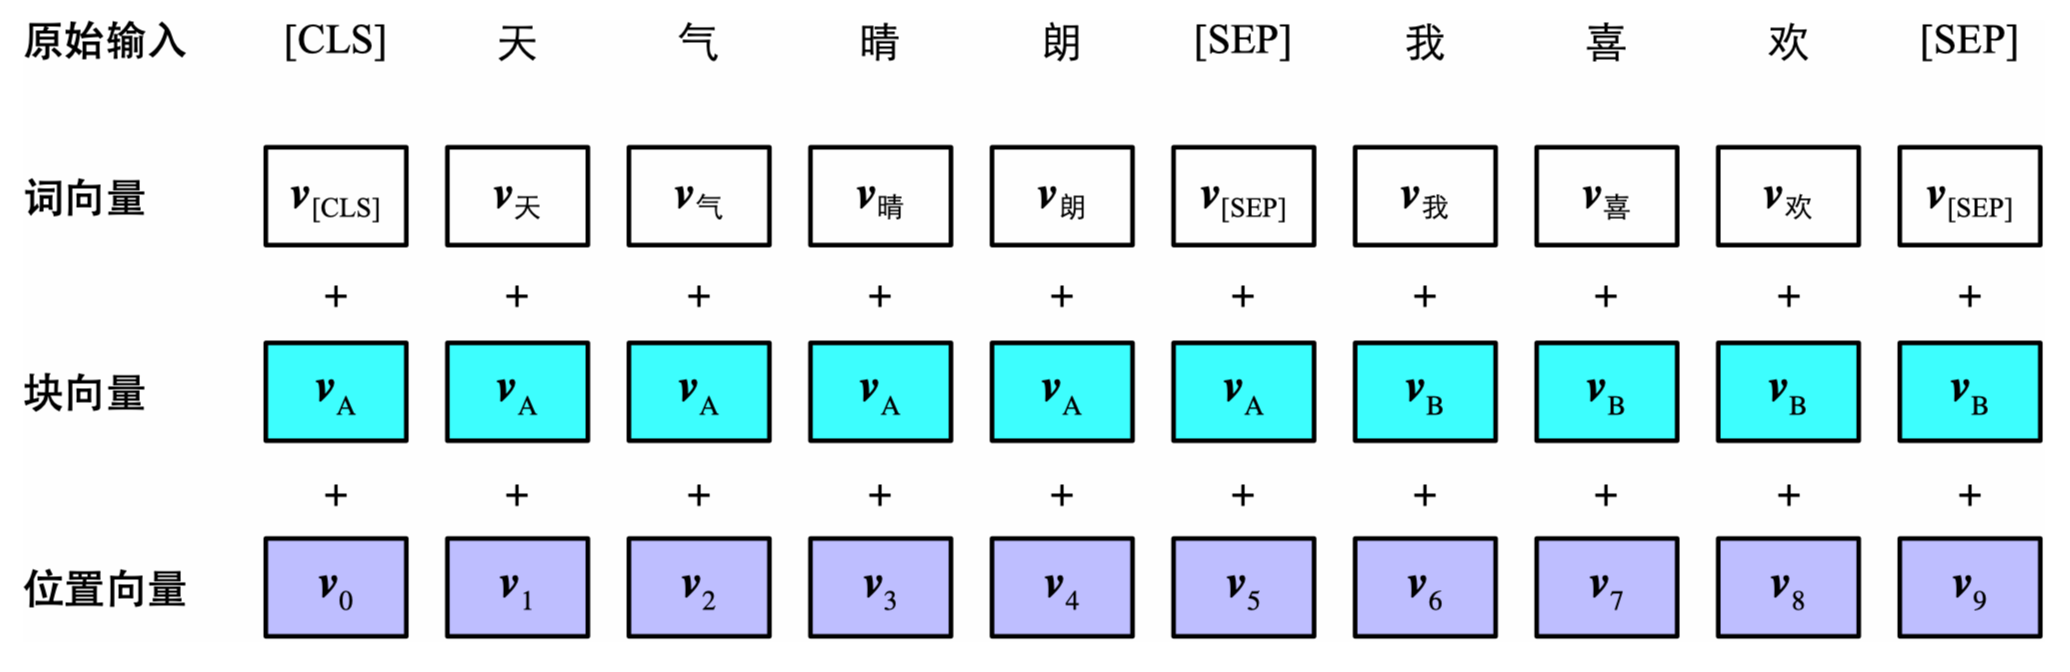 原始输入 [CLS] 天 气 晴 朗 [SEP] 我 喜 欢 [SEP]
词向量 v[CLS] v天 v气 v晴 v朗 v[SEP] v我 v喜 v欢 v[SEP]
+ + + + + + + + + +
块向量 vA vA vA vA vA vA vB vB vB vB
+ + + + + + + + + +
位置向量 v0 v1 v2 v3 v4 v5 v6 v7 v8 v9